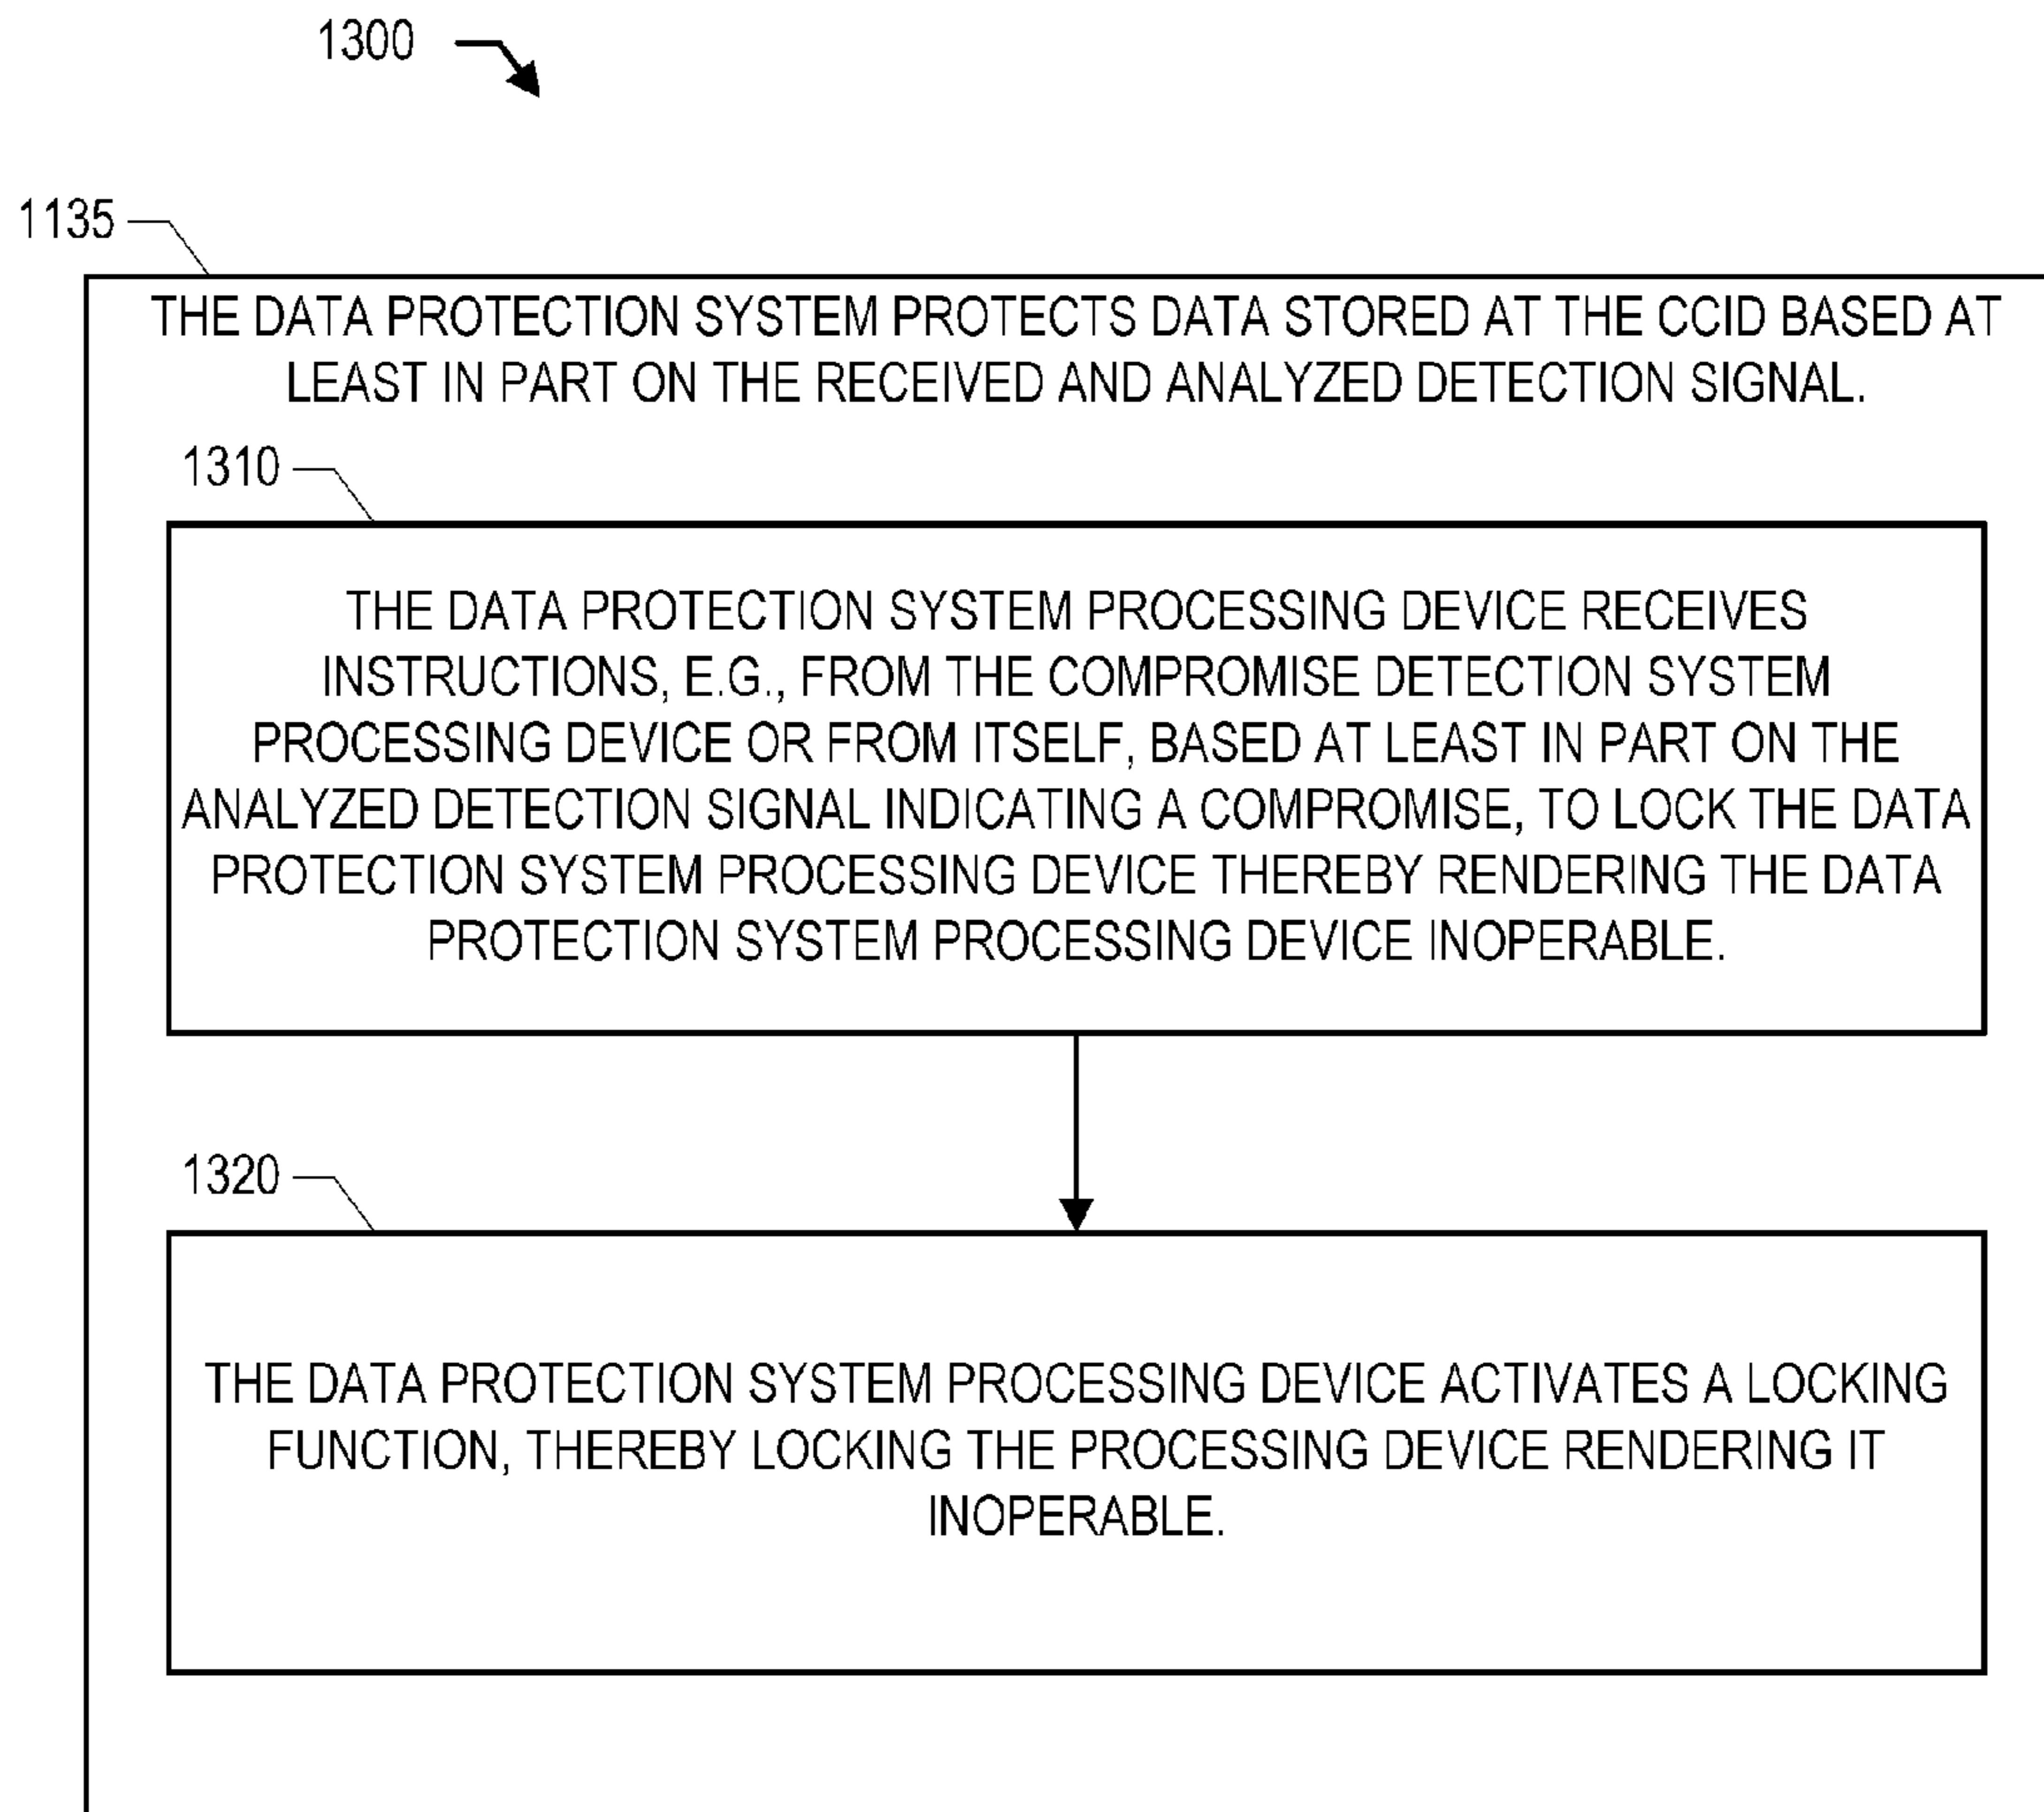 1300
1135
THE DATA PROTECTION SYSTEM PROTECTS DATA STORED AT THE CCID BASED AT
LEAST IN PART ON THE RECEIVED AND ANALYZED DETECTION SIGNAL.
1310
THE DATA PROTECTION SYSTEM PROCESSING DEVICE RECEIVES
INSTRUCTIONS, E.G., FROM THE COMPROMISE DETECTION SYSTEM
PROCESSING DEVICE OR FROM ITSELF, BASED AT LEAST IN PART ON THE
ANALYZED DETECTION SIGNAL INDICATING A COMPROMISE, TO LOCK THE DATA
PROTECTION SYSTEM PROCESSING DEVICE THEREBY RENDERING THE DATA
PROTECTION SYSTEM PROCESSING DEVICE INOPERABLE.
1320
THE DATA PROTECTION SYSTEM PROCESSING DEVICE ACTIVATES A LOCKING
FUNCTION, THEREBY LOCKING THE PROCESSING DEVICE RENDERING IT
INOPERABLE.